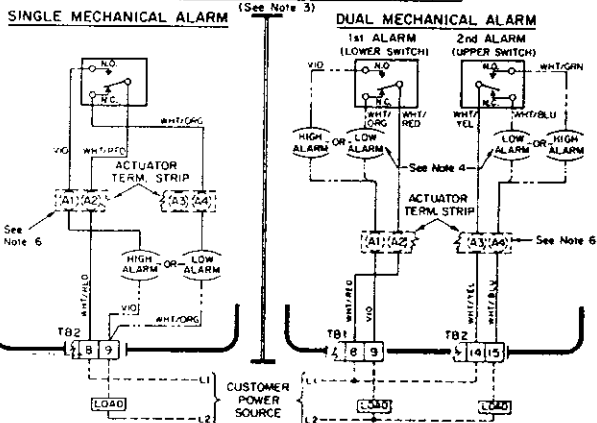 (See Note 3)
SINGLE MECHANICAL ALARM
N.O.
N.C.
VIO
WHT/RED
WHT/ORG
ACTUATOR
TERM. STRIP
A1 A2 A3 A4
See
Note 6
HIGH
ALARM
OR
LOW
ALARM
WHT/RED
VIO
WHT/ORG
TB2
8 9
LOAD
L1
L2
CUSTOMER
POWER
SOURCE
DUAL MECHANICAL ALARM
1st ALARM
(LOWER SWITCH)
2nd ALARM
(UPPER SWITCH)
VIO
N.O.
N.C.
WHT/
ORG
WHT/
RED
N.O.
N.C.
WHT/GRN
WHT/
YEL
WHT/BLU
HIGH
ALARM
OR
LOW
ALARM
See Note 4
LOW
ALARM
OR
HIGH
ALARM
ACTUATOR
TERM. STRIP
A1 A2 A3 A4
See Note 6
WHT/RED
VIO
WHT/YEL
WHT/BLU
TB1
8 9
TB2
14 15
L1
LOAD
LOAD
L2